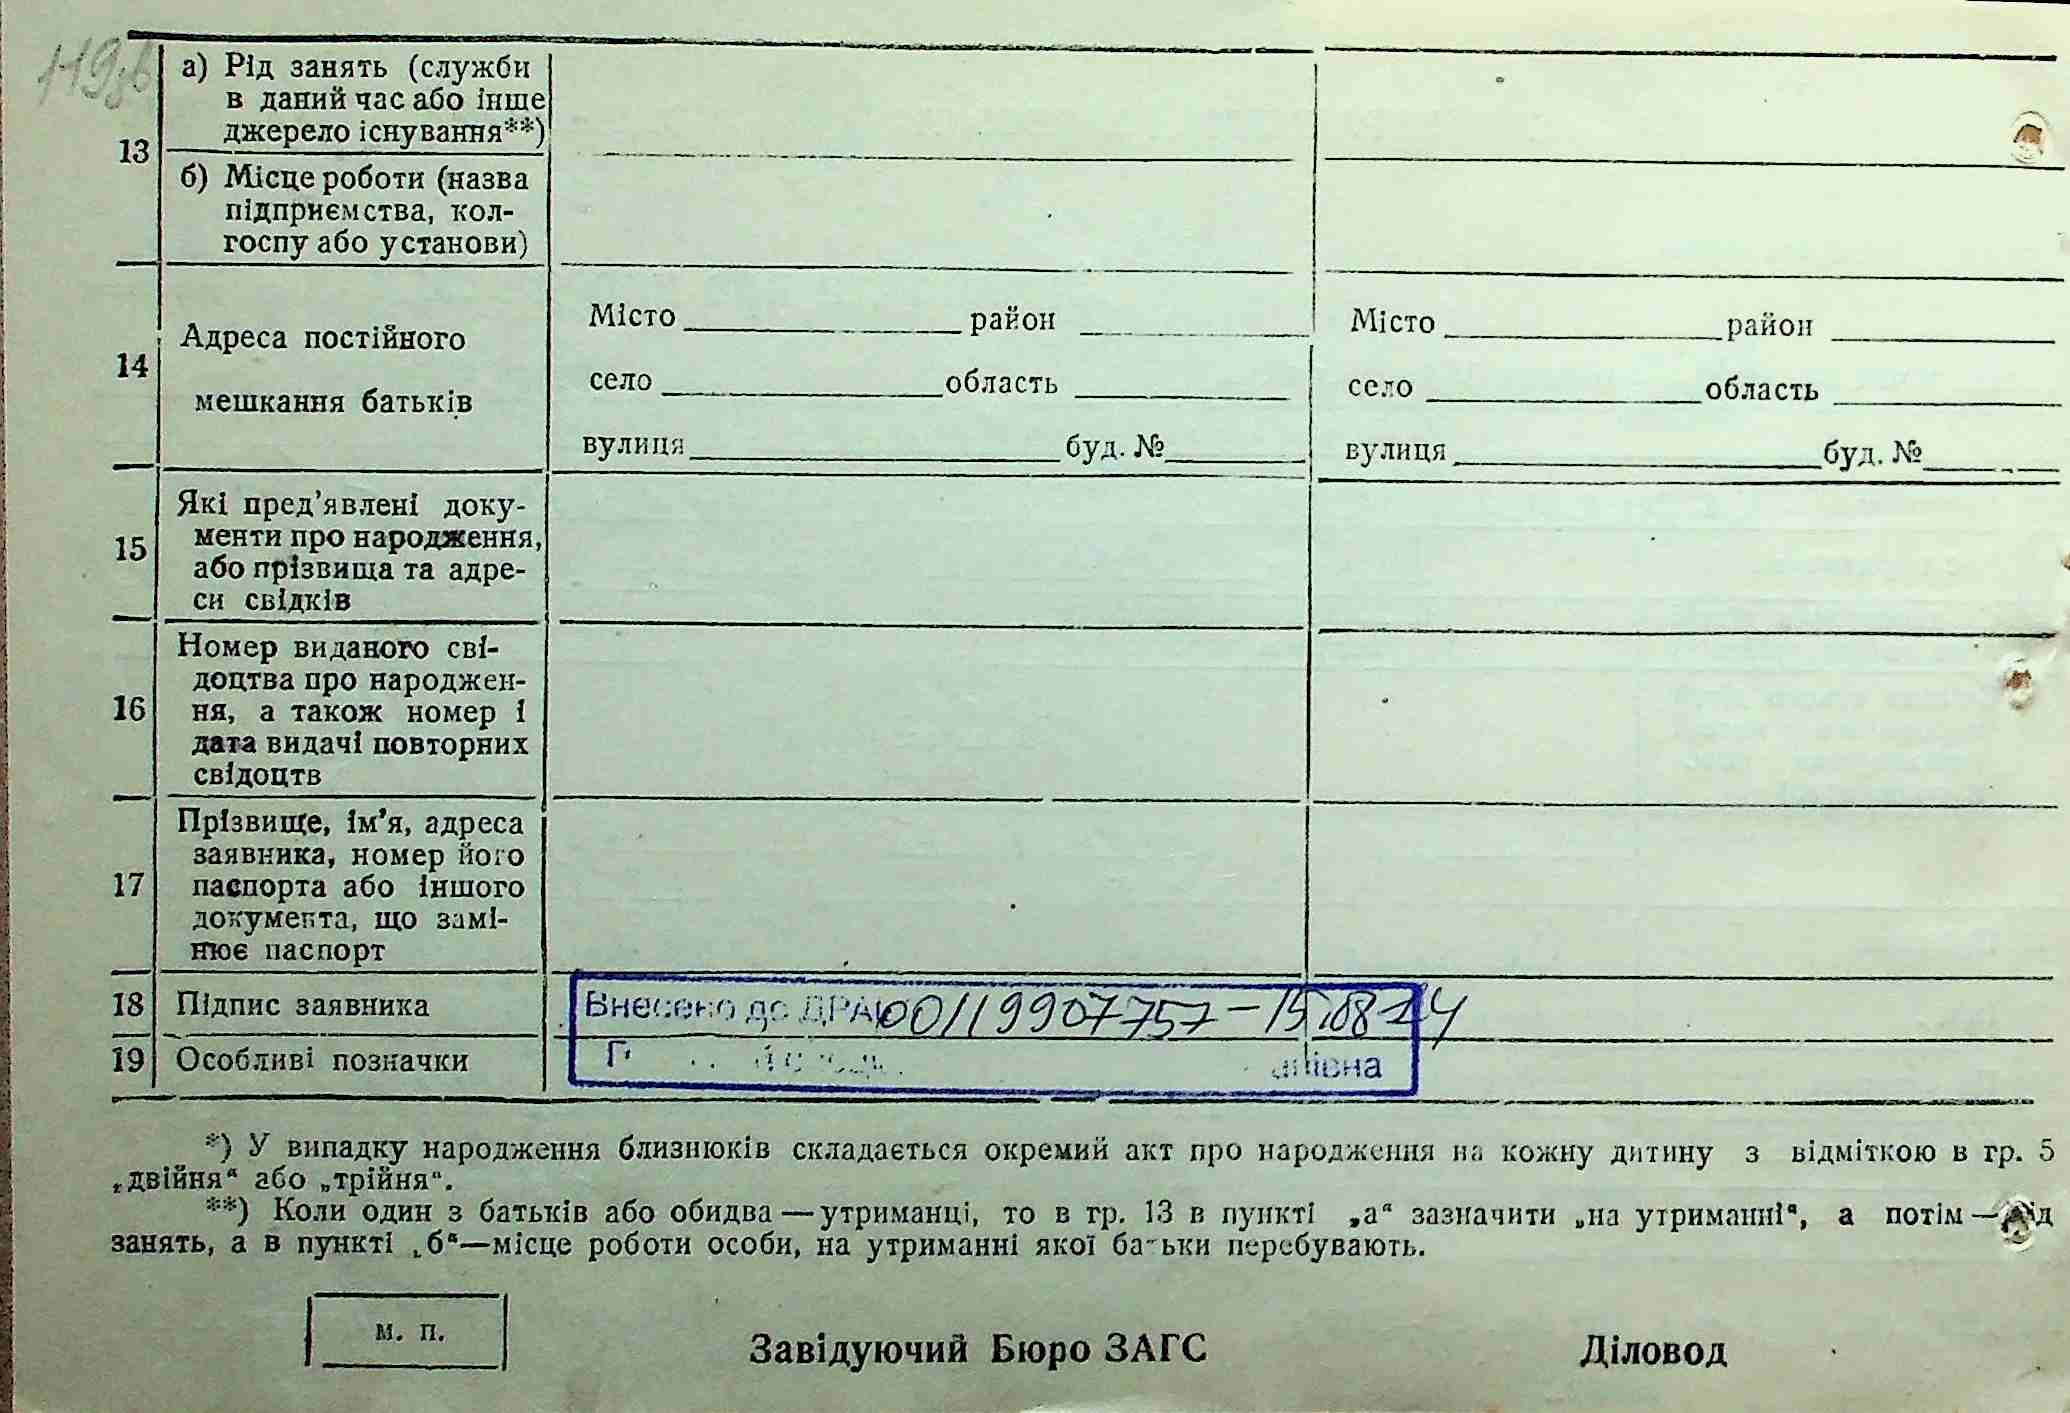 119зв
13
а) Рід занять (служби
в даний час або інше
джерело існування**)
б) Місце роботи (назва
підприємства, кол-
госпу або установи)
14
Адреса постійного
мешкання батьків
Місто район
село область
вулиця буд. №
Місто район
село область
вулиця буд. №
15
Які пред’явлені доку-
менти про народження,
або прізвища та адре-
си свідків
16
Номер виданого сві-
доцтва про народжен-
ня, а також номер і
дата видачі повторних
свідоцтв
17
Прізвище, ім’я, адреса
заявника, номер його
паспорта або іншого
документа, що замі-
нює паспорт
18 Підпис заявника
Внесено до ДРАЦ 00119907757-15.08.24
19 Особливі позначки
*) У випадку народження близнюків складається окремий акт про народження на кожну дитину з відміткою в гр. 5
„двійня“ або „трійня“.
**) Коли один з батьків або обидва — утриманці, то в гр. 13 в пункті „а“ зазначити „на утриманні“, а потім — рід
занять, а в пункті „б“—місце роботи особи, на утриманні якої батьки перебувають.
м. п.
Завідуючий Бюро ЗАГС
Діловод